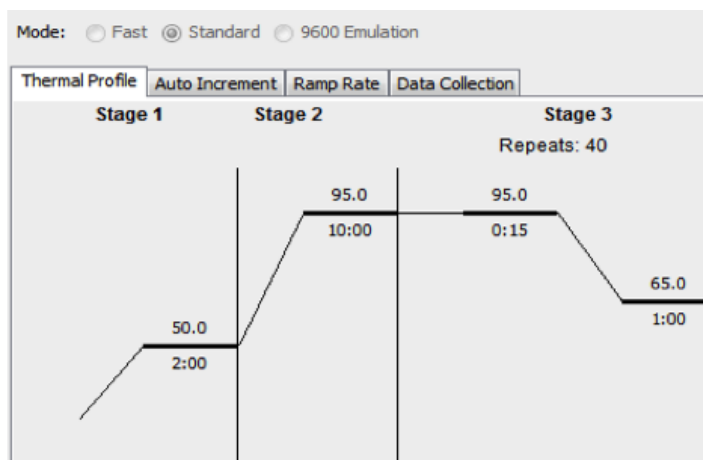 Mode: Fast Standard 9600 Emulation
Thermal Profile Auto Increment Ramp Rate Data Collection
Stage 1 Stage 2 Stage 3
Repeats: 40
95.0 95.0
10:00 0:15
65.0
1:00
50.0
2:00